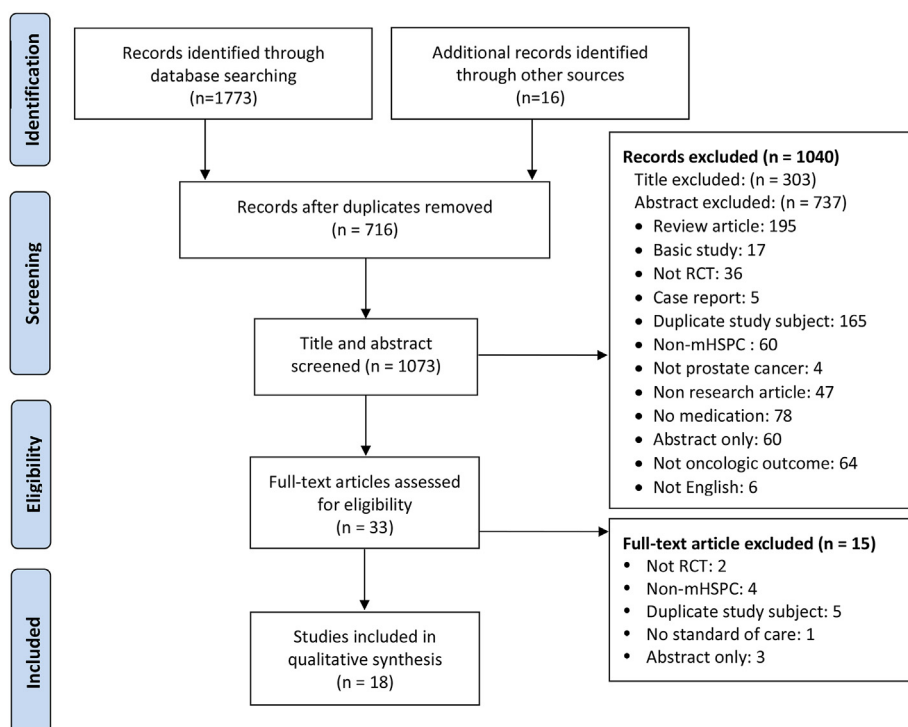 Identification
Records identified through
database searching
(n=1773)
Additional records identified
through other sources
(n=16)
Screening
Records after duplicates removed
(n = 716)
Title and abstract
screened (n = 1073)
Records excluded (n = 1040)
Title excluded: (n = 303)
Abstract excluded: (n = 737)
• Review article: 195
• Basic study: 17
• Not RCT: 36
• Case report: 5
• Duplicate study subject: 165
• Non-mHSPC : 60
• Not prostate cancer: 4
• Non research article: 47
• No medication: 78
• Abstract only: 60
• Not oncologic outcome: 64
• Not English: 6
Eligibility
Full-text articles assessed
for eligibility
(n = 33)
Full-text article excluded (n = 15)
• Not RCT: 2
• Non-mHSPC: 4
• Duplicate study subject: 5
• No standard of care: 1
• Abstract only: 3
Included
Studies included in
qualitative synthesis
(n = 18)